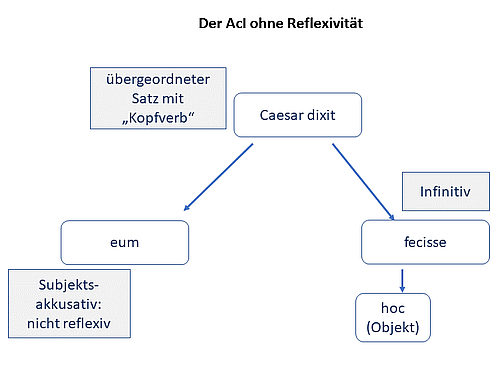 Der AcI ohne Reflexivität
übergeordneter
Satz mit
„Kopfverb“
Caesar dixit
Infinitiv
eum
fecisse
Subjekts-
akkusativ:
nicht reflexiv
hoc
(Objekt)